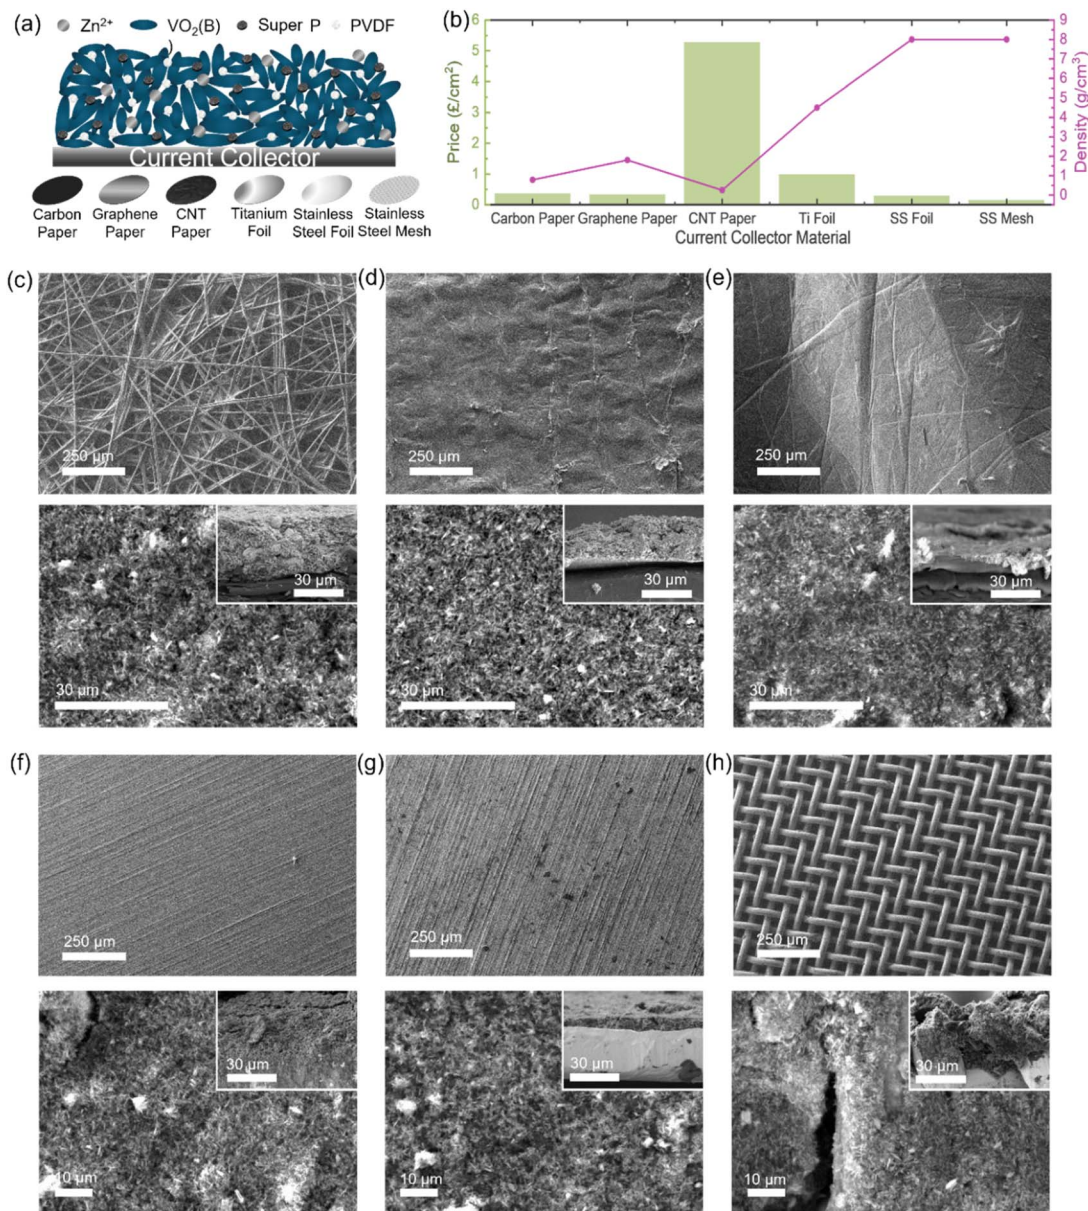 (a) Zn²⁺ VO₂(B) Super P PVDF
)
Current Collector
Carbon Paper
Graphene Paper
CNT Paper
Titanium Foil
Stainless Steel Foil
Stainless Steel Mesh
(b)
Price (£/cm²)
6
5
4
3
2
1
0
Carbon Paper Graphene Paper CNT Paper Ti Foil SS Foil SS Mesh
Current Collector Material
9
8
7
6
5
4
3
2
1
0
Density (g/cm³)
(c)
250 µm
30 µm
30 µm
(d)
250 µm
30 µm
30 µm
(e)
250 µm
30 µm
30 µm
(f)
250 µm
30 µm
10 µm
(g)
250 µm
30 µm
10 µm
(h)
250 µm
30 µm
10 µm